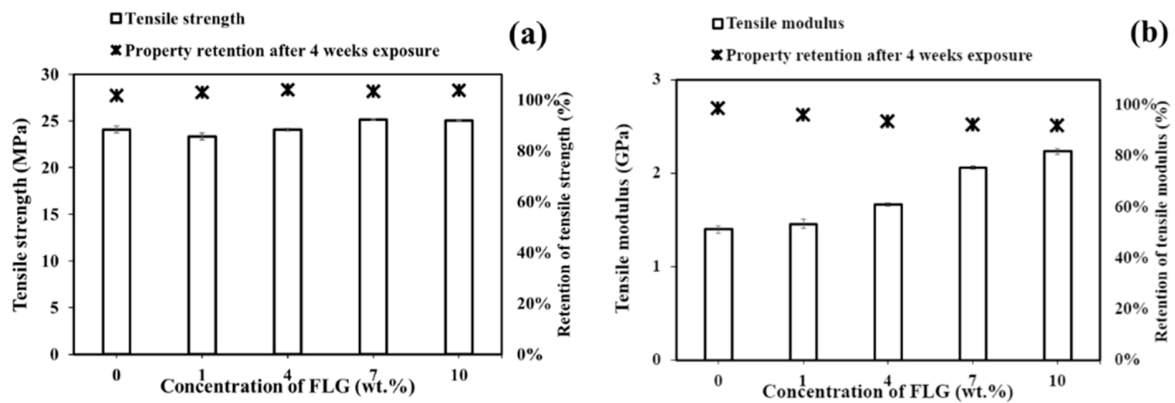 Tensile strength
Property retention after 4 weeks exposure
(a)
30
25
20
15
10
5
0
Tensile strength (MPa)
100%
80%
60%
40%
20%
0%
Retention of tensile strength (%)
0 1 4 7 10
Concentration of FLG (wt.%)
Tensile modulus
Property retention after 4 weeks exposure
(b)
3
2
1
0
Tensile modulus (GPa)
100%
80%
60%
40%
20%
0%
Retention of tensile modulus (%)
0 1 4 7 10
Concentration of FLG (wt.%)